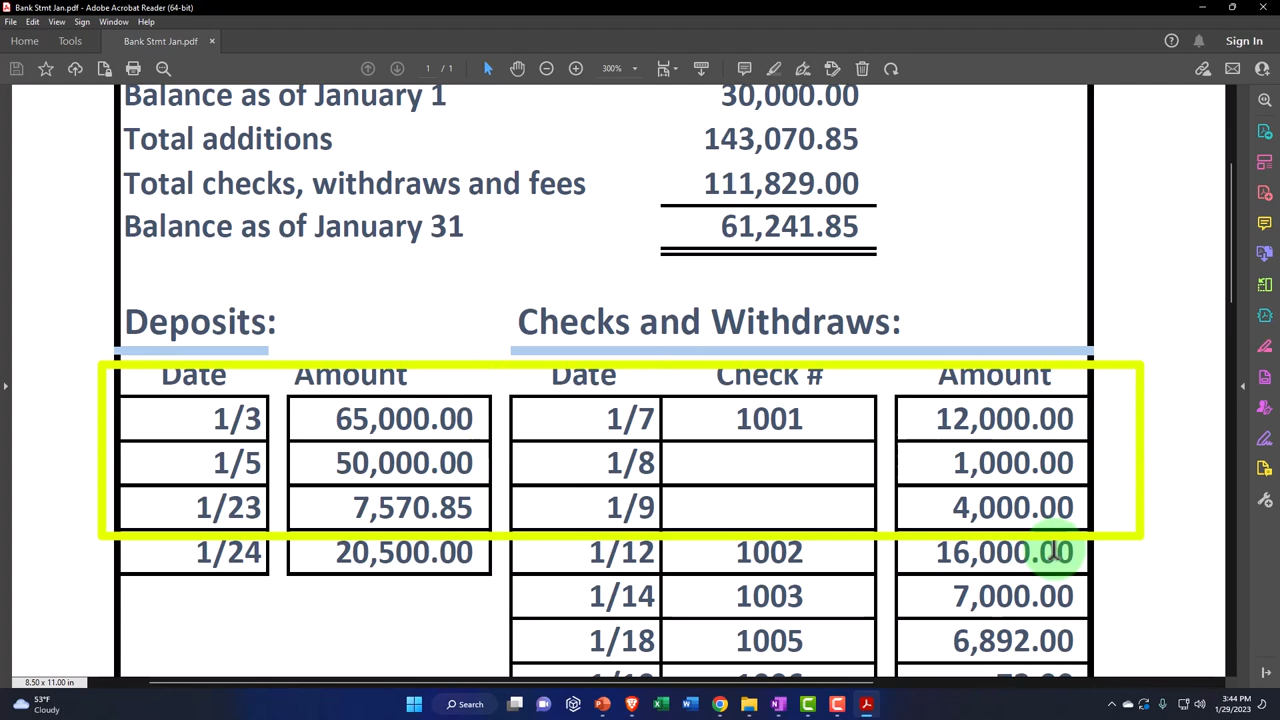 Bank Stmt Jan.pdf - Adobe Acrobat Reader (64-bit)
File Edit View Sign Window Help
Home Tools Bank Stmt Jan.pdf × Sign In
1 / 1 300%
Balance as of January 1 30,000.00
Total additions 143,070.85
Total checks, withdraws and fees 111,829.00
Balance as of January 31 61,241.85
Deposits: Checks and Withdraws:
Date Amount Date Check # Amount
1/3 65,000.00 1/7 1001 12,000.00
1/5 50,000.00 1/8 1,000.00
1/23 7,570.85 1/9 4,000.00
1/24 20,500.00 1/12 1002 16,000.00
1/14 1003 7,000.00
1/18 1005 6,892.00
8.50 x 11.00 in
53°F
Cloudy
Search
3:44 PM
1/29/2023